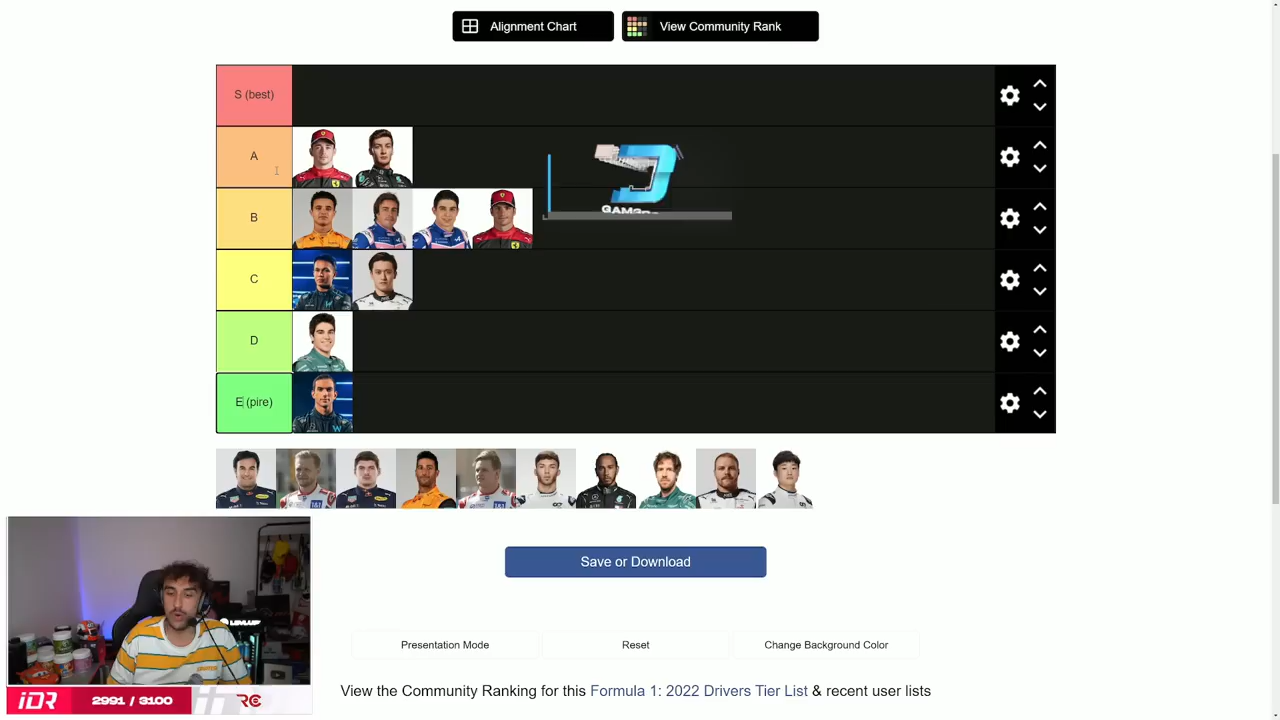 Alignment Chart
View Community Rank
S (best)
A
B
C
D
E (pire)
Save or Download
Presentation Mode
Reset
Change Background Color
View the Community Ranking for this Formula 1: 2022 Drivers Tier List & recent user lists
iDR
2991 / 3100